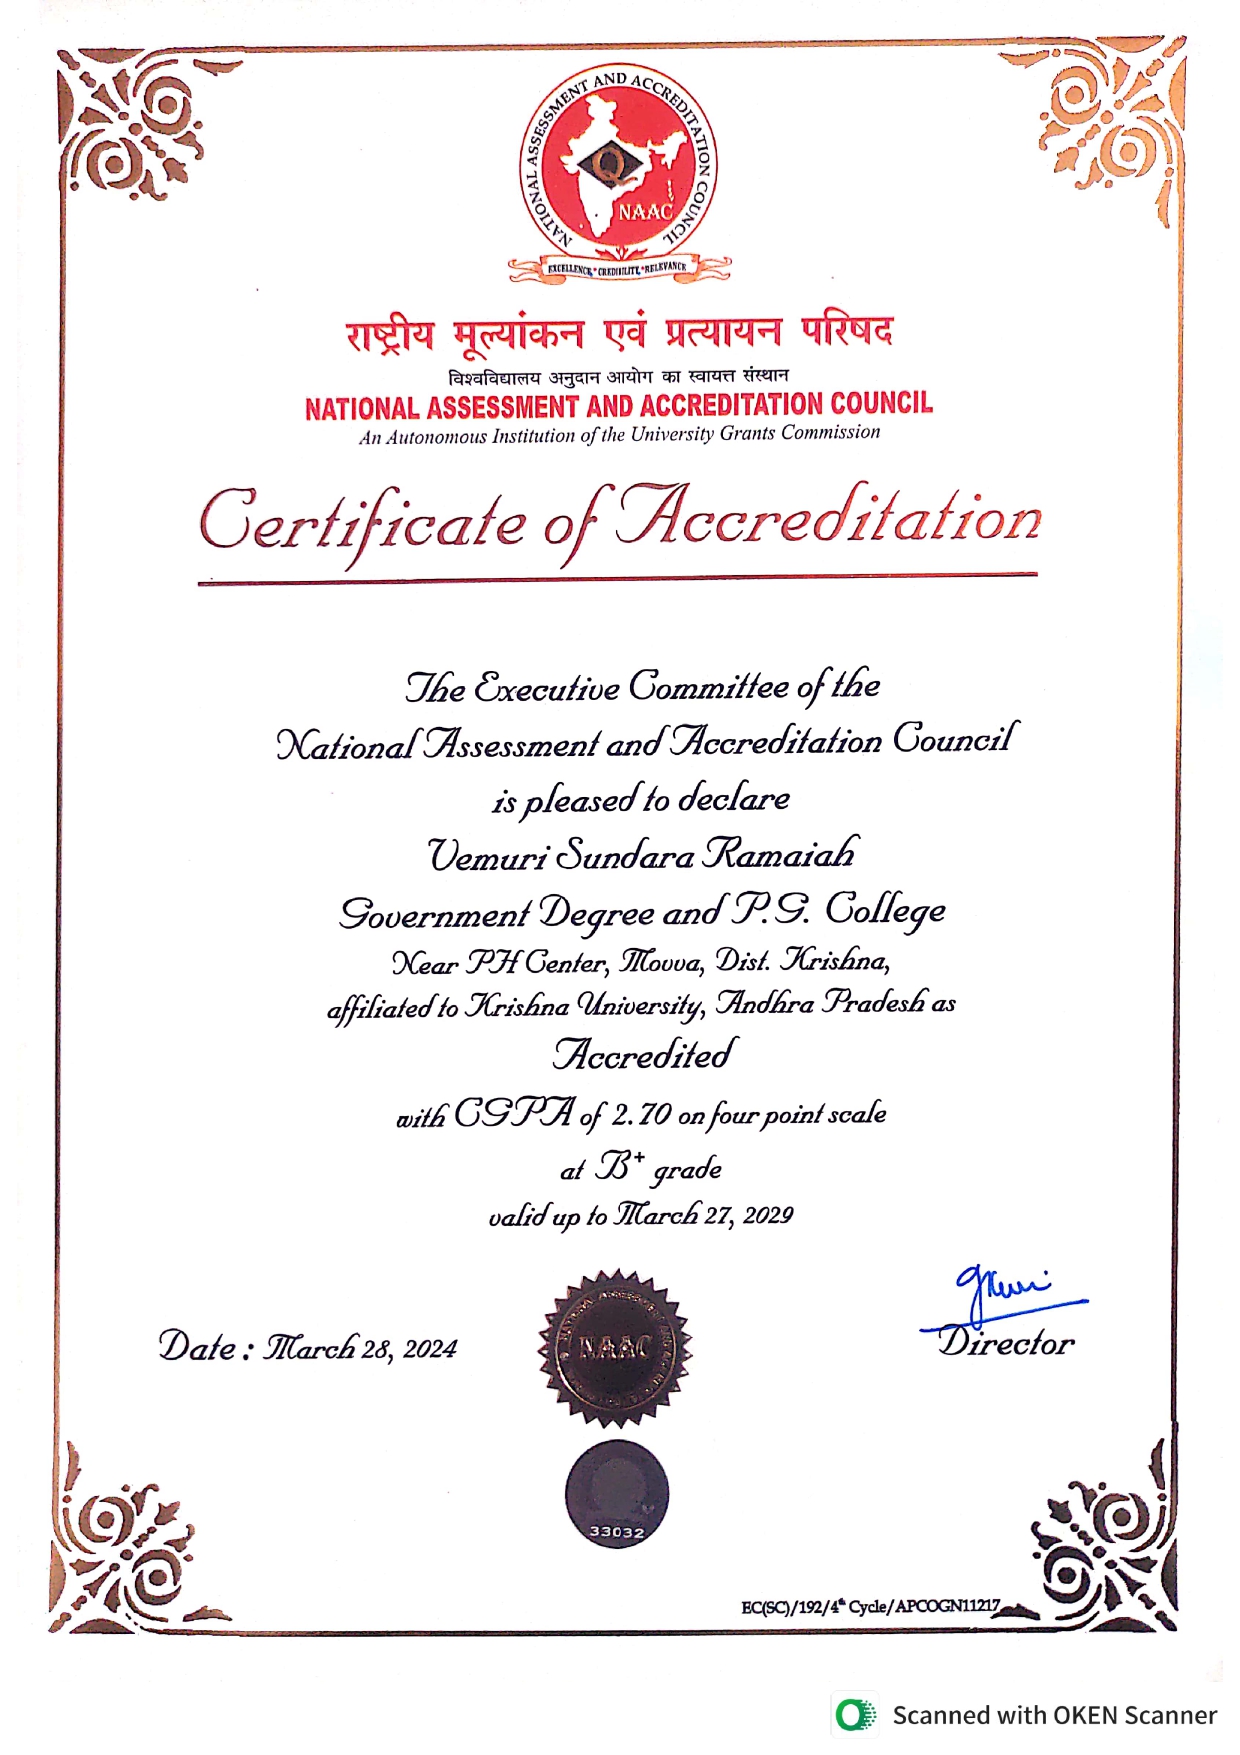 NATIONAL ASSESSMENT AND ACCREDITATION COUNCIL
Q
NAAC
EXCELLENCE * CREDIBILITY * RELEVANCE
राष्ट्रीय मूल्यांकन एवं प्रत्यायन परिषद
विश्वविद्यालय अनुदान आयोग का स्वायत्त संस्थान
NATIONAL ASSESSMENT AND ACCREDITATION COUNCIL
An Autonomous Institution of the University Grants Commission
Certificate of Accreditation
The Executive Committee of the
National Assessment and Accreditation Council
is pleased to declare
Vemuri Sundara Ramaiah
Government Degree and P.G. College
Near PH Center, Movva, Dist. Krishna,
affiliated to Krishna University, Andhra Pradesh as
Accredited
with CGPA of 2.70 on four point scale
at B+ grade
valid up to March 27, 2029
Date : March 28, 2024
NAAC
Director
33032
EC(SC)/192/4th Cycle/APCOGN11217
Scanned with OKEN Scanner